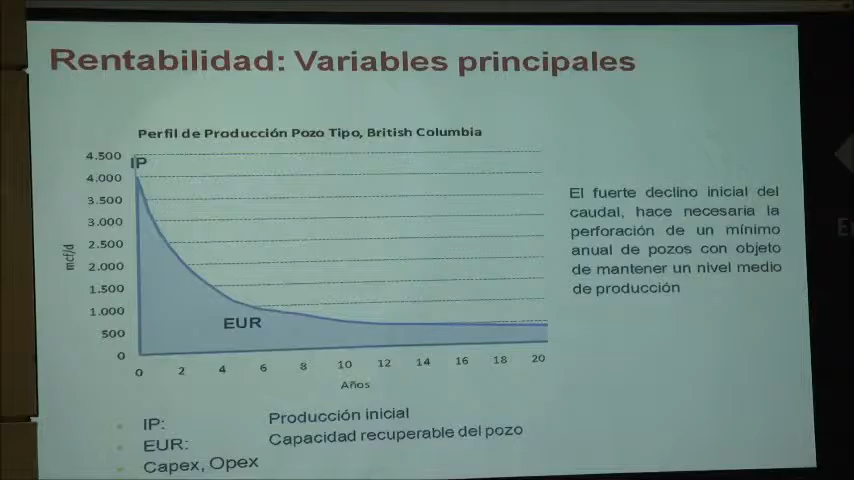 Rentabilidad: Variables principales
Perfil de Producción Pozo Tipo, British Columbia
IP
4.500
4.000
3.500
3.000
2.500
2.000
1.500
1.000
500
0
mcf/d
EUR
0 2 4 6 8 10 12 14 16 18 20
Años
El fuerte declino inicial del
caudal, hace necesaria la
perforación de un mínimo
anual de pozos con objeto
de mantener un nivel medio
de producción
IP: Producción inicial
EUR: Capacidad recuperable del pozo
Capex, Opex